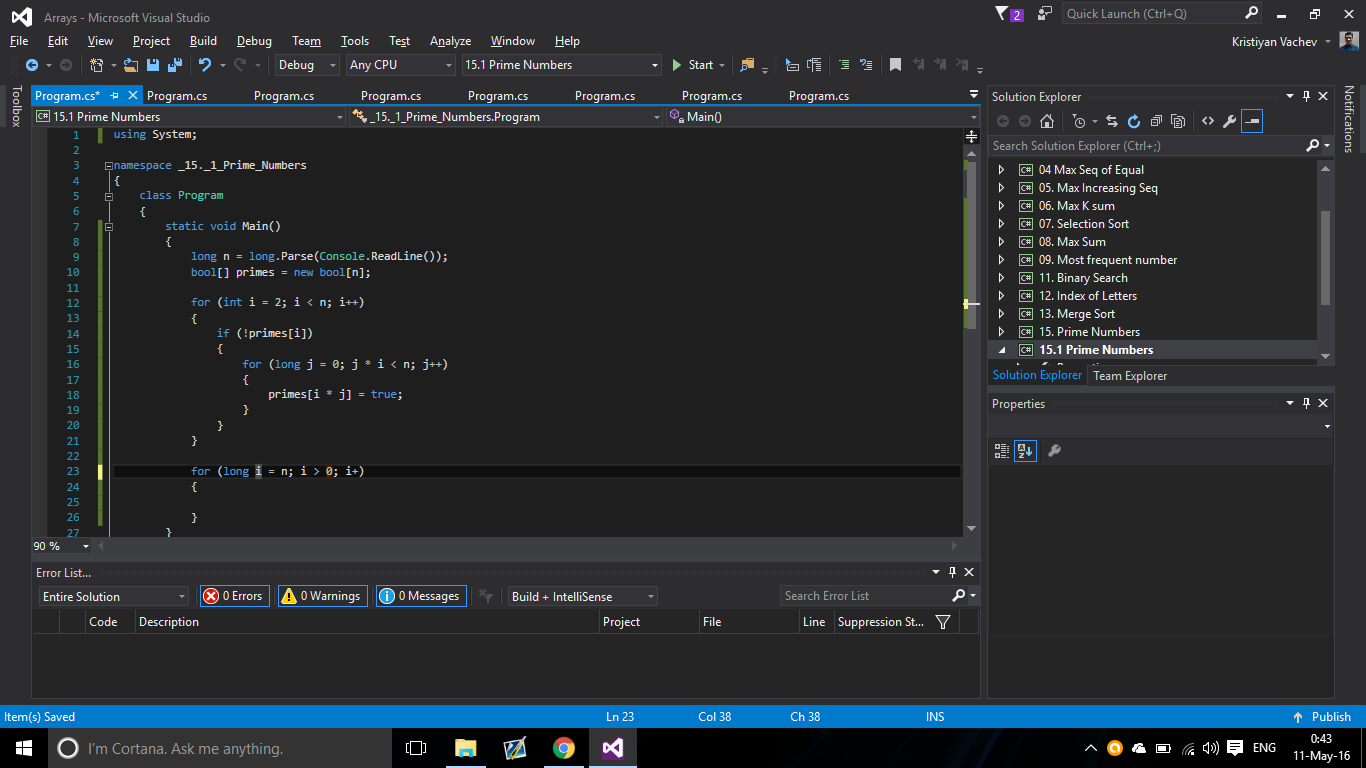 Arrays - Microsoft Visual Studio
2
Quick Launch (Ctrl+Q)
File Edit View Project Build Debug Team Tools Test Analyze Window Help
Kristiyan Vachev
Debug Any CPU 15.1 Prime Numbers Start
Toolbox
Program.cs* Program.cs Program.cs Program.cs Program.cs Program.cs Program.cs Program.cs
15.1 Prime Numbers _15._1_Prime_Numbers.Program Main()
1 using System;
2
3 namespace _15._1_Prime_Numbers
4 {
5 class Program
6 {
7 static void Main()
8 {
9 long n = long.Parse(Console.ReadLine());
10 bool[] primes = new bool[n];
11
12 for (int i = 2; i < n; i++)
13 {
14 if (!primes[i])
15 {
16 for (long j = 0; j * i < n; j++)
17 {
18 primes[i * j] = true;
19 }
20 }
21 }
22
23 for (long i = n; i > 0; i+)
24 {
25
26 }
27 }
90 %
Error List...
Entire Solution 0 Errors 0 Warnings 0 Messages Build + IntelliSense Search Error List
Code Description Project File Line Suppression St...
Solution Explorer
Search Solution Explorer (Ctrl+;)
C# 04 Max Seq of Equal
C# 05. Max Increasing Seq
C# 06. Max K sum
C# 07. Selection Sort
C# 08. Max Sum
C# 09. Most frequent number
C# 11. Binary Search
C# 12. Index of Letters
C# 13. Merge Sort
C# 15. Prime Numbers
C# 15.1 Prime Numbers
Solution Explorer Team Explorer
Properties
Notifications
Item(s) Saved Ln 23 Col 38 Ch 38 INS Publish
I'm Cortana. Ask me anything.
ENG
0:43
11-May-16